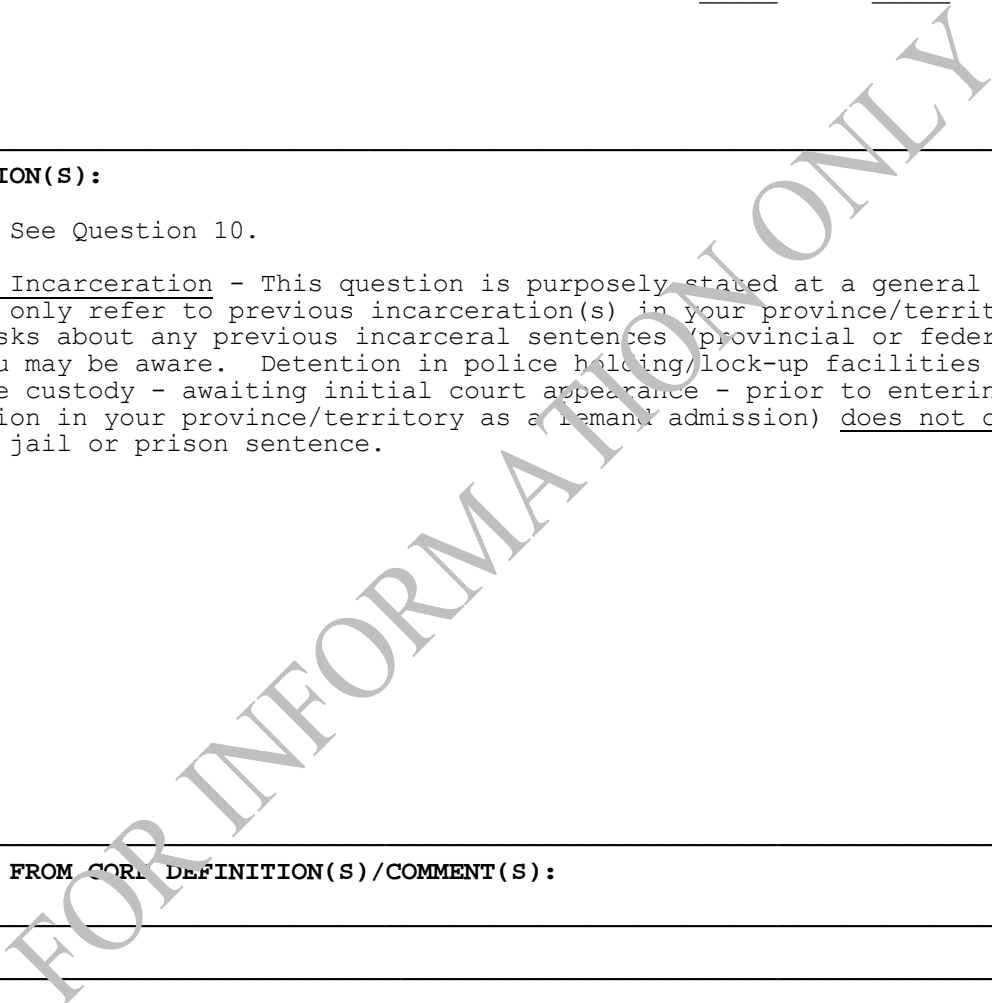 ION(S):
See Question 10.
Incarceration - This question is purposely stated at a general
only refer to previous incarceration(s) in your province/territ
sks about any previous incarceral sentences (provincial or feder
u may be aware. Detention in police holding/lock-up facilities
e custody - awaiting initial court appearance - prior to enterin
ion in your province/territory as a remand admission) does not c
jail or prison sentence.
FROM CORE DEFINITION(S)/COMMENT(S):
FOR INFORMATION ONLY